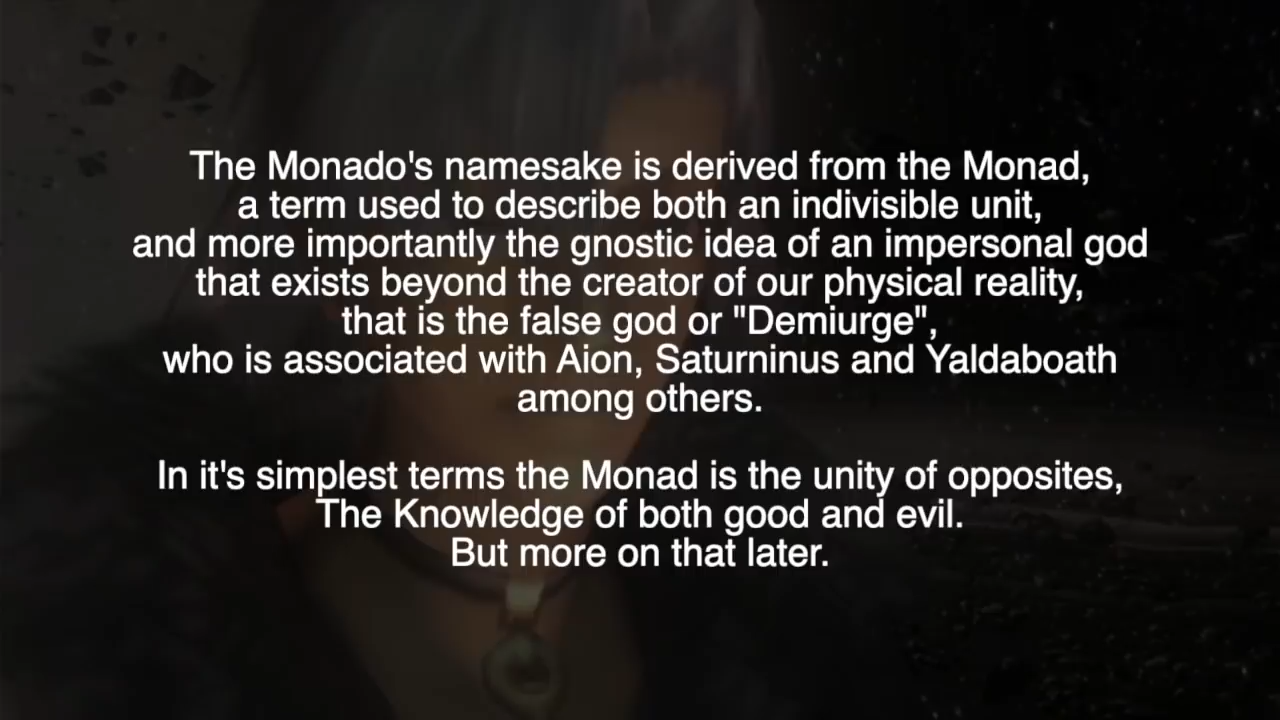 The Monado's namesake is derived from the Monad,
a term used to describe both an indivisible unit,
and more importantly the gnostic idea of an impersonal god
that exists beyond the creator of our physical reality,
that is the false god or "Demiurge",
who is associated with Aion, Saturninus and Yaldaboath
among others.
In it's simplest terms the Monad is the unity of opposites,
The Knowledge of both good and evil.
But more on that later.